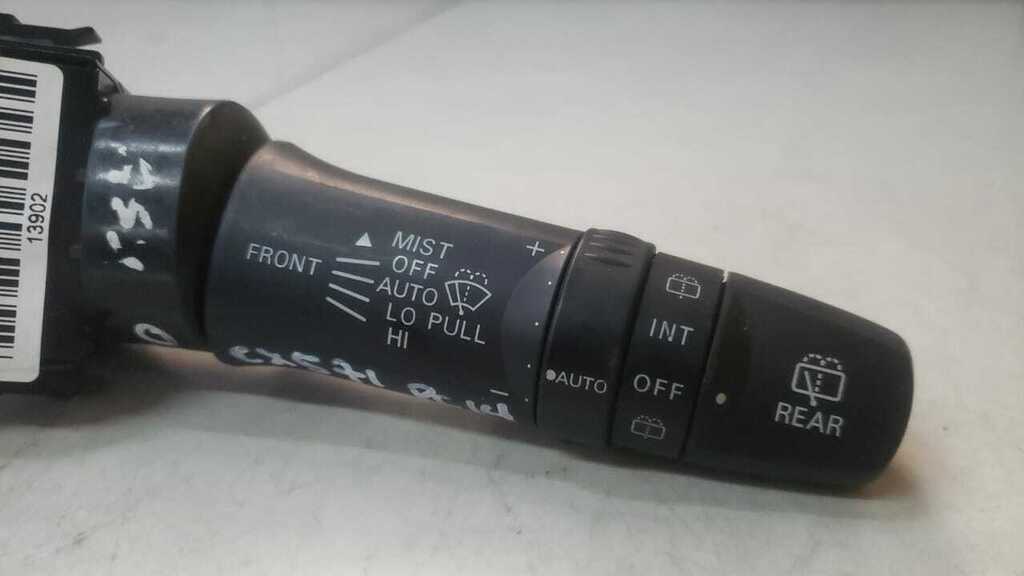 13902
FRONT
MIST
OFF
AUTO
LO PULL
HI
+
−
AUTO
INT
OFF
REAR